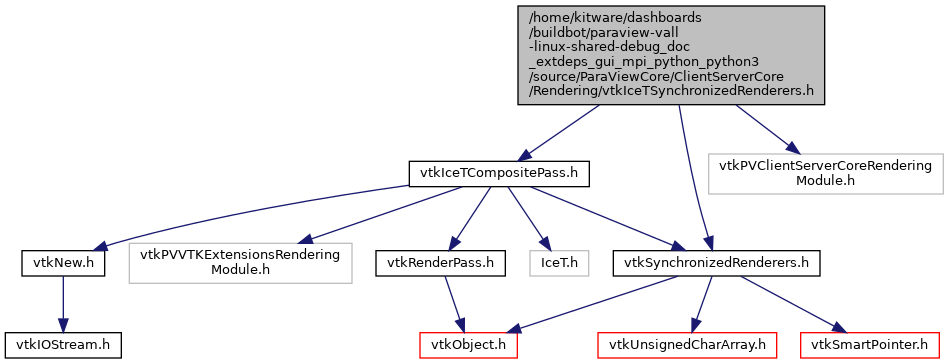 /home/kitware/dashboards
/buildbot/paraview-vall
-linux-shared-debug_doc
_extdeps_gui_mpi_python_python3
/source/ParaViewCore/ClientServerCore
/Rendering/vtkIceTSynchronizedRenderers.h
vtkIceTCompositePass.h
vtkPVClientServerCoreRendering
Module.h
vtkNew.h
vtkPVVTKExtensionsRendering
Module.h
vtkRenderPass.h
IceT.h
vtkSynchronizedRenderers.h
vtkIOStream.h
vtkObject.h
vtkUnsignedCharArray.h
vtkSmartPointer.h